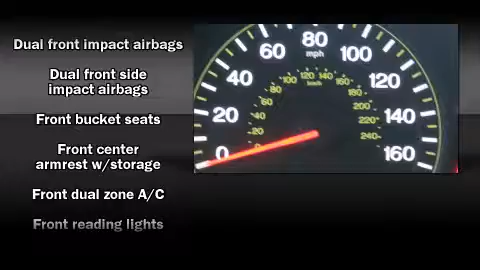 Dual front impact airbags
Dual front side
impact airbags
Front bucket seats
Front center
armrest w/storage
Front dual zone A/C
Front reading lights
0
20
40
60
80
100
120
140
160
mph
0
20
40
60
80
100
120
140
160
180
200
220
240
km/h